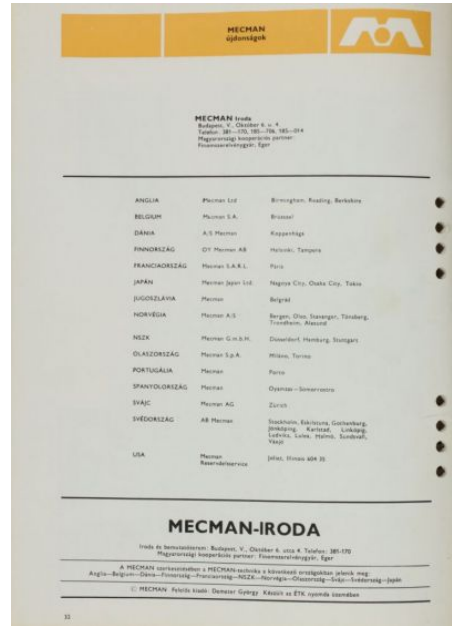 MECMAN
újdonságok
MECMAN Iroda
Budapest, V., Október 6. u. 4.
Telefon: 381—170, 185—706, 185—014
Magyarországi kooperációs partner:
Finomszerelvénygyár, Eger
ANGLIA Mecman Ltd Birmingham, Reading, Berkshire
BELGIUM Mecman S.A. Brüssel
DÁNIA A/S Mecman Koppenhága
FINNORSZÁG OY Mecman AB Helsinki, Tampere
FRANCIAORSZÁG Mecman S.A.R.L. Páris
JAPÁN Mecman Japan Ltd. Nagoya City, Osaka City, Tokio
JUGOSZLÁVIA Mecman Belgrád
NORVÉGIA Mecman A/S Bergen, Oslo, Stavanger, Tönsberg,
Trondheim, Alesund
NSZK Mecman G.m.b.H. Düsseldorf, Hamburg, Stuttgart
OLASZORSZÁG Mecman S.p.A. Miláno, Torino
PORTUGÁLIA Mecman Porto
SPANYOLORSZÁG Mecman
SVÁJC Mecman AG Zürich
SVÉDORSZÁG AB Mecman Stockholm, Eskilstuna, Gothenburg,
Jönköping, Karlstad, Linköpig,
Ludvika, Lulea, Malmö, Sundsvall,
Växjö
USA Mecman Joliet, Illinois 604 35
Reservdelsservice
MECMAN-IRODA
Iroda és bemutatóterem: Budapest, V., Október 6. utca 4. Telefon: 381-170
Magyarországi kooperációs partner: Finomszerelvénygyár, Eger
A MECMAN szerkesztésében a MECMAN-technika a következő országokban jelenik meg:
Anglia—Belgium—Dánia—Finnország—Franciaország—NSZK—Norvégia—Olaszország—Svájc—Svédország—Japán
© MECMAN Felelős kiadó: Demeter György Készült az ÉTK nyomda üzemében
32